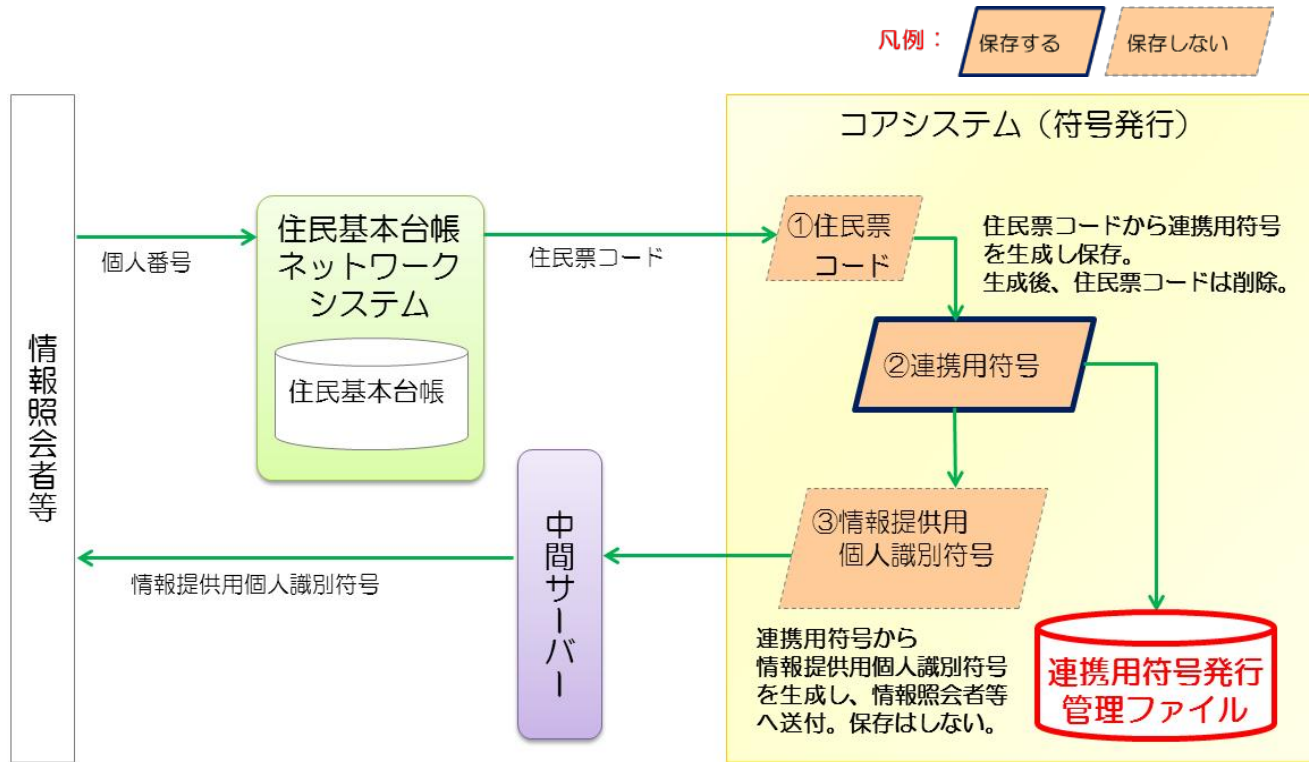 凡例：
保存する
保存しない
コアシステム（符号発行）
情報照会者等
個人番号
住民基本台帳
ネットワーク
システム
住民基本台帳
住民票コード
①住民票
コード
住民票コードから連携用符号
を生成し保存。
生成後、住民票コードは削除。
②連携用符号
③情報提供用
個人識別符号
中間サーバー
情報提供用個人識別符号
連携用符号から
情報提供用個人識別符号
を生成し、情報照会者等
へ送付。保存はしない。
連携用符号発行
管理ファイル